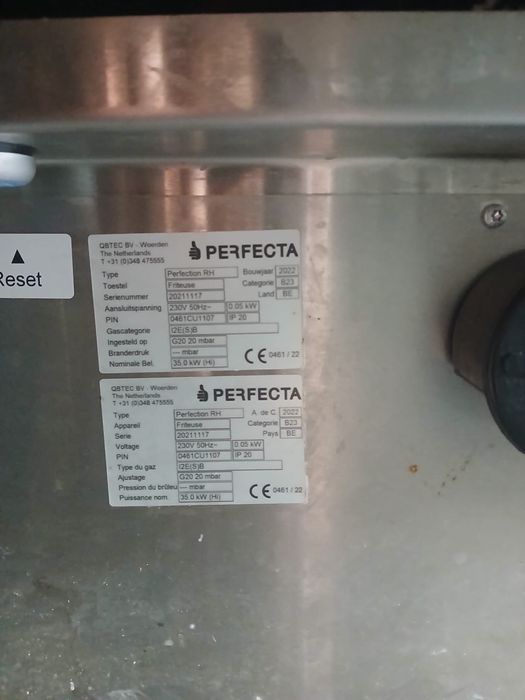 ▲
Reset
QBTEC BV - Woerden
The Netherlands
T +31 (0)348 475555
PERFECTA
Type Perfection RH Bouwjaar 2022
Toestel Friteuse Categorie B23
Serienummer 20211117 Land BE
Aansluitspanning 230V 50Hz~ 0.05 kW
PIN 0461CU1107 IP 20
Gascategorie I2E(S)B
Ingesteld op G20 20 mbar
Branderdruk --- mbar
Nominale Bel. 35.0 kW (Hi) CE 0461 / 22
QBTEC BV - Woerden
The Netherlands
T +31 (0)348 475555
PERFECTA
Type Perfection RH A. de C. 2022
Appareil Friteuse Categorie B23
Serie 20211117 Pays BE
Voltage 230V 50Hz~ 0.05 kW
PIN 0461CU1107 IP 20
Type du gaz I2E(S)B
Ajustage G20 20 mbar
Pression du brûleu --- mbar
Puissance nom. 35.0 kW (Hi) CE 0461 / 22